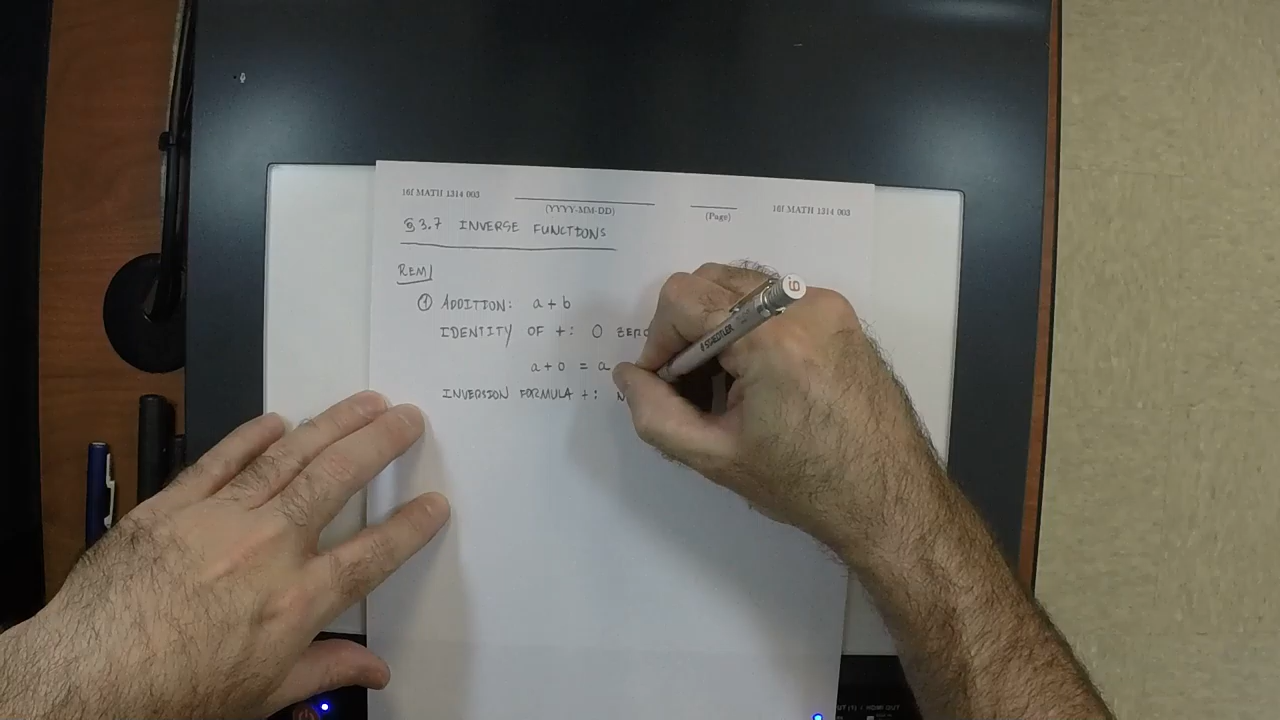 16f MATH 1314 003
(YYYY-MM-DD)
(Page)
16f MATH 1314 003
§3.7 INVERSE FUNCTIONS
REM/
① ADDITION: a + b
IDENTITY OF +: 0 ZERO
a + 0 = a
INVERSION FORMULA +: N
STAEDTLER